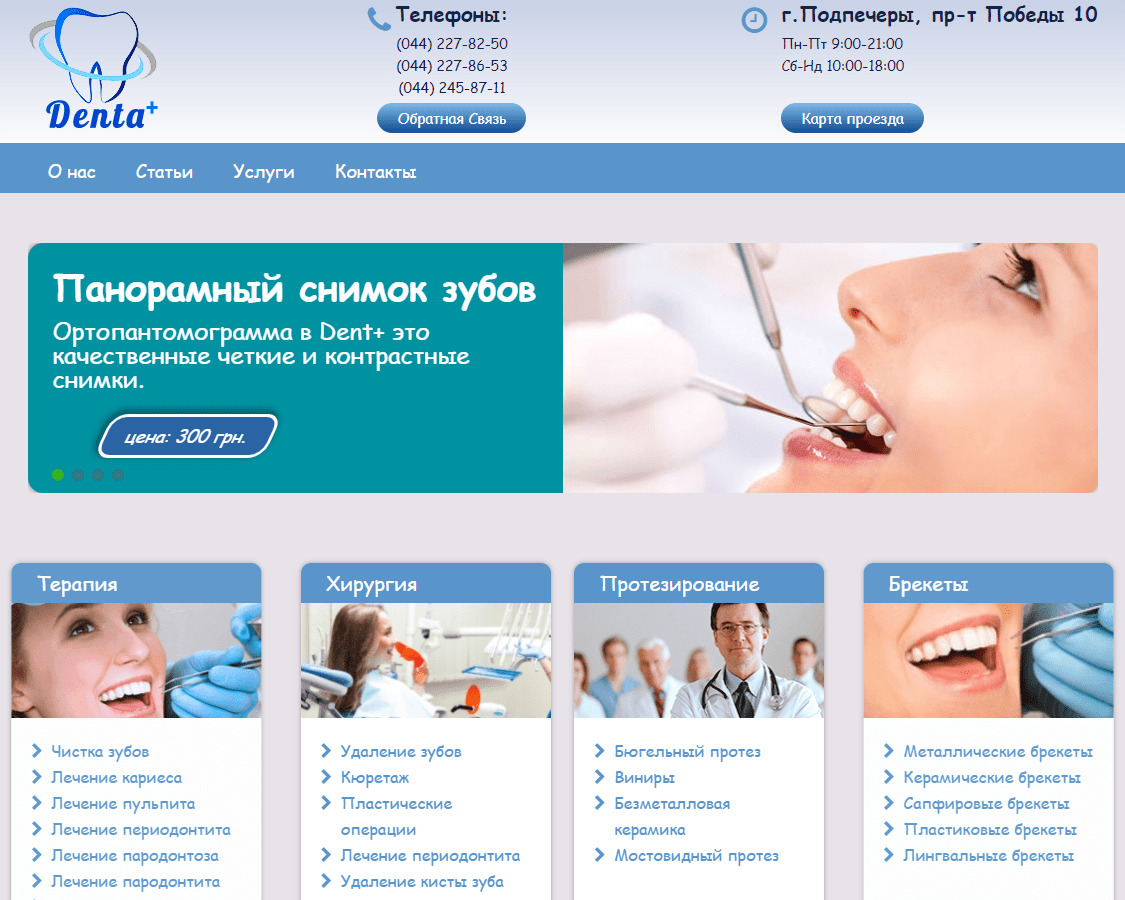 Denta+
Телефоны:
(044) 227-82-50
(044) 227-86-53
(044) 245-87-11
Обратная Связь
г.Подпечеры, пр-т Победы 10
Пн-Пт 9:00-21:00
Сб-Нд 10:00-18:00
Карта проезда
О нас
Статьи
Услуги
Контакты
Панорамный снимок зубов
Ортопантомограмма в Dent+ это
качественные четкие и контрастные
снимки.
цена: 300 грн.
Терапия
Чистка зубов
Лечение кариеса
Лечение пульпита
Лечение периодонтита
Лечение пародонтоза
Лечение пародонтита
Хирургия
Удаление зубов
Кюретаж
Пластические
операции
Лечение периодонтита
Удаление кисты зуба
Протезирование
Бюгельный протез
Виниры
Безметалловая
керамика
Мостовидный протез
Брекеты
Металлические брекеты
Керамические брекеты
Сапфировые брекеты
Пластиковые брекеты
Лингвальные брекеты